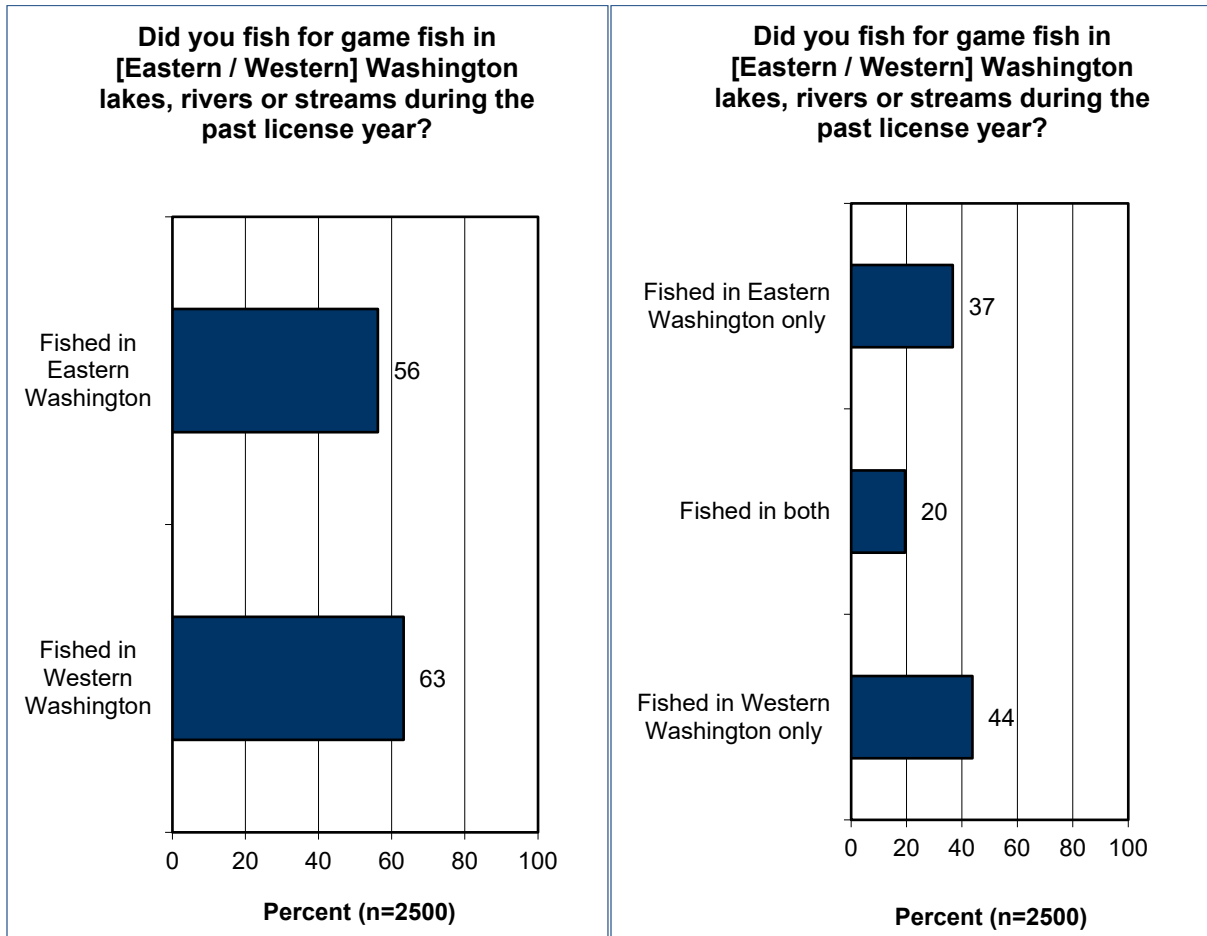 Did you fish for game fish in
[Eastern / Western] Washington
lakes, rivers or streams during the
past license year?
Fished in
Eastern
Washington
56
Fished in
Western
Washington
63
0 20 40 60 80 100
Percent (n=2500)
Did you fish for game fish in
[Eastern / Western] Washington
lakes, rivers or streams during the
past license year?
Fished in Eastern
Washington only
37
Fished in both
20
Fished in Western
Washington only
44
0 20 40 60 80 100
Percent (n=2500)